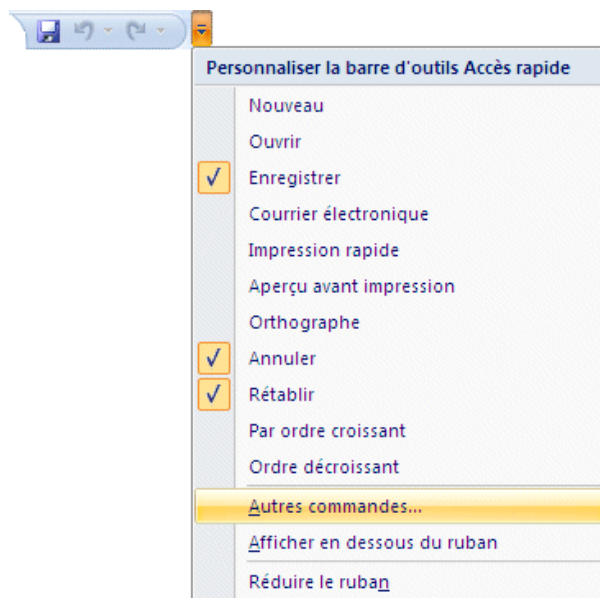 Personnaliser la barre d'outils Accès rapide
Nouveau
Ouvrir
Enregistrer
Courrier électronique
Impression rapide
Aperçu avant impression
Orthographe
Annuler
Rétablir
Par ordre croissant
Ordre décroissant
Autres commandes...
Afficher en dessous du ruban
Réduire le ruban